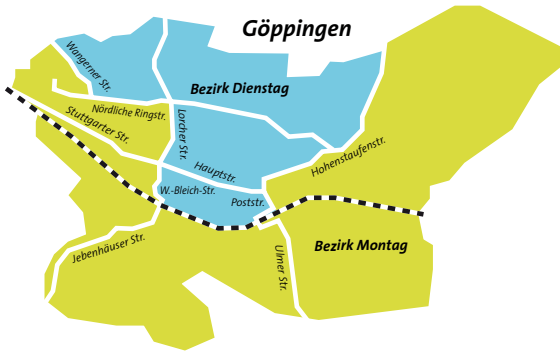 Göppingen
Wangerner Str.
Bezirk Dienstag
Nördliche Ringstr.
Stuttgarter Str.
Lorcher Str.
Hauptstr.
Hohenstaufenstr.
W.-Bleich-Str.
Poststr.
Jebenhäuser Str.
Ulmer Str.
Bezirk Montag